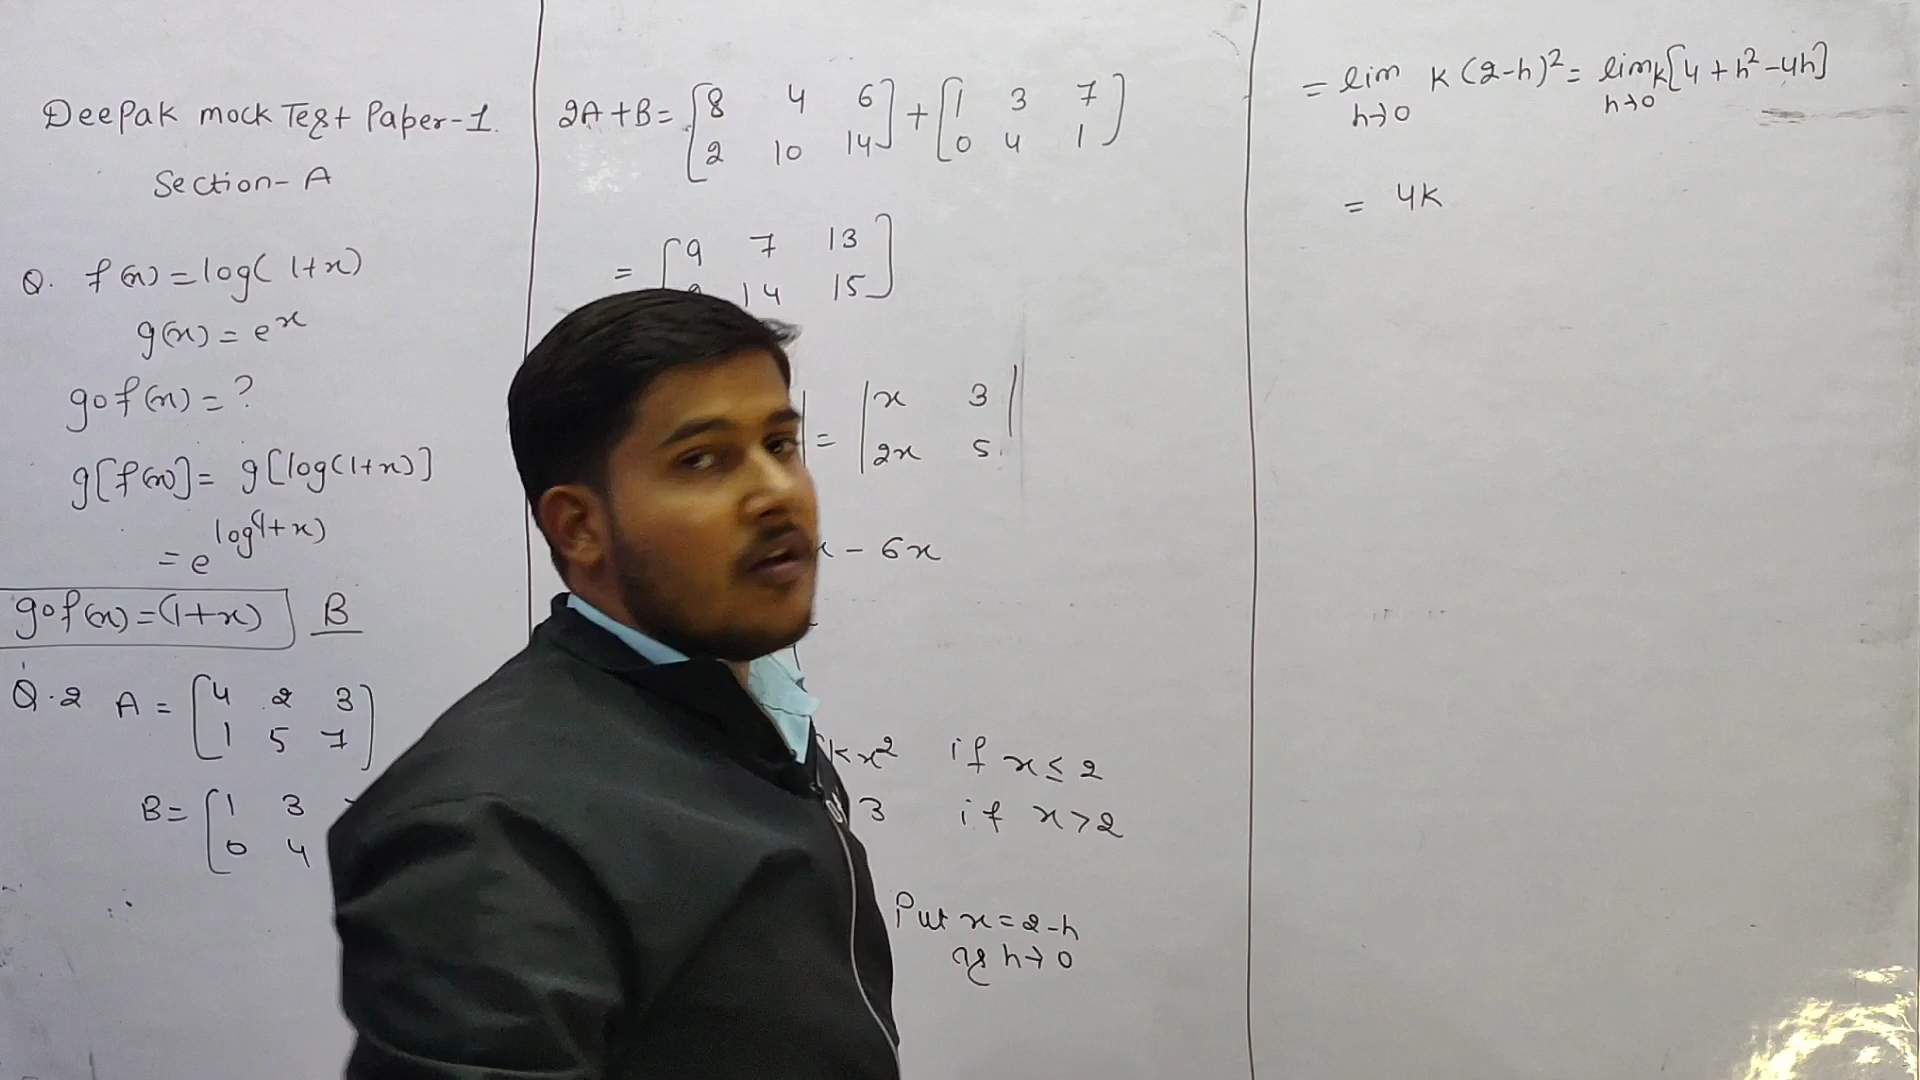 Deepak mock Test Paper-1.
Section-A
Q. f(x)=log(1+x)
g(x)=e^x
gof(x)=?
g[f(x)]= g[log(1+x)]
=e^log(1+x)
gof(x)=(1+x) B
Q.2 A= [4 2 3
1 5 7]
B= [1 3
0 4
2A+B= [8 4 6
2 10 14] + [1 3 7
0 4 1]
= [9 7 13
14 15]
= |x 3
2x 5|
x - 6x
kx² if x≤2
3 if x>2
Put x=2-h
as h→0
= lim h→0 k(2-h)² = lim h→0 k[4+h²-4h]
= 4k